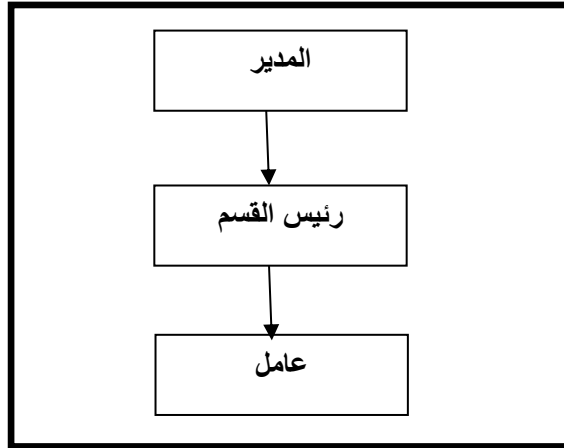 المدير
رئيس القسم
عامل